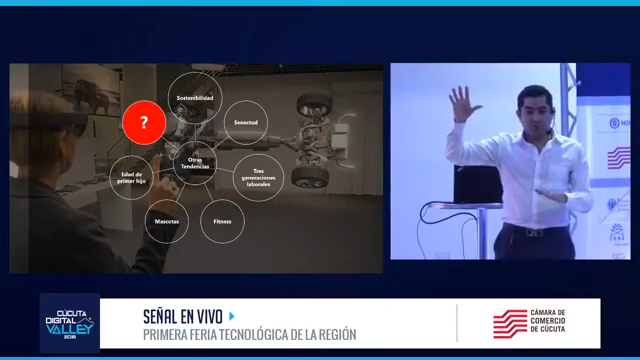 Sostenibilidad
?
Senectud
Otras
Tendencias
Edad de
primer hijo
Tres
generaciones
laborales
Mascotas
Fitness
CÚCUTA
DIGITAL
VALLEY
2018
SEÑAL EN VIVO
PRIMERA FERIA TECNOLÓGICA DE LA REGIÓN
CÁMARA DE
COMERCIO
DE CÚCUTA